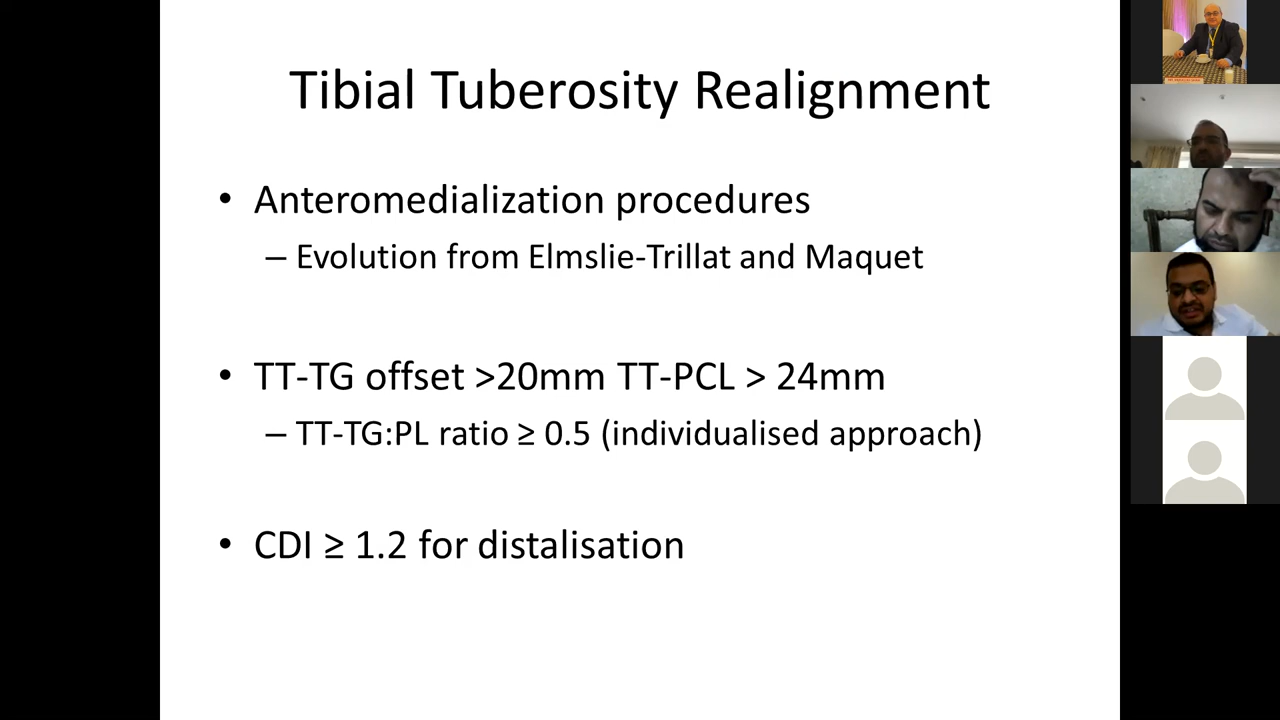 Tibial Tuberosity Realignment
• Anteromedialization procedures
– Evolution from Elmslie-Trillat and Maquet
• TT-TG offset >20mm TT-PCL > 24mm
– TT-TG:PL ratio ≥ 0.5 (individualised approach)
• CDI ≥ 1.2 for distalisation